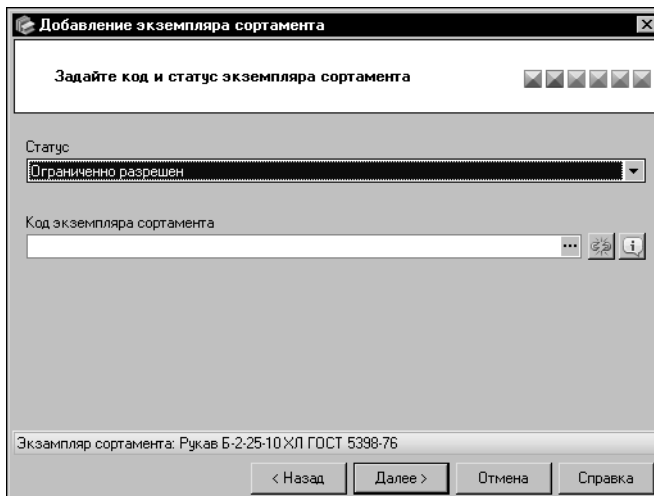 Добавление экземпляра сортамента
Задайте код и статус экземпляра сортамента
Статус
Ограниченно разрешен
Код экземпляра сортамента
Экзампляр сортамента: Рукав Б-2-25-10 ХЛ ГОСТ 5398-76
< Назад
Далее >
Отмена
Справка